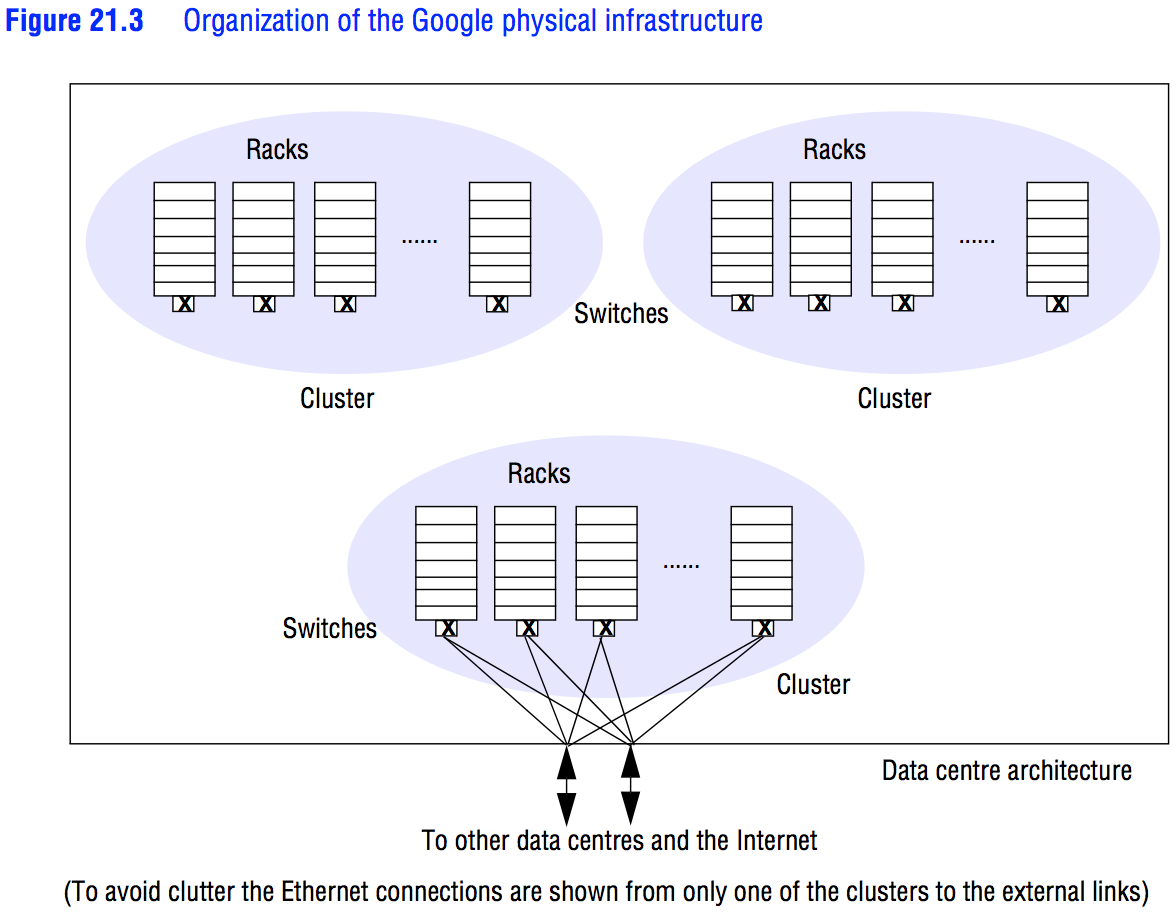 Figure 21.3 Organization of the Google physical infrastructure
Racks
Racks
......
......
X X X X
X X X X
Switches
Cluster
Cluster
Racks
......
Switches
X X X X
Cluster
Data centre architecture
To other data centres and the Internet
(To avoid clutter the Ethernet connections are shown from only one of the clusters to the external links)